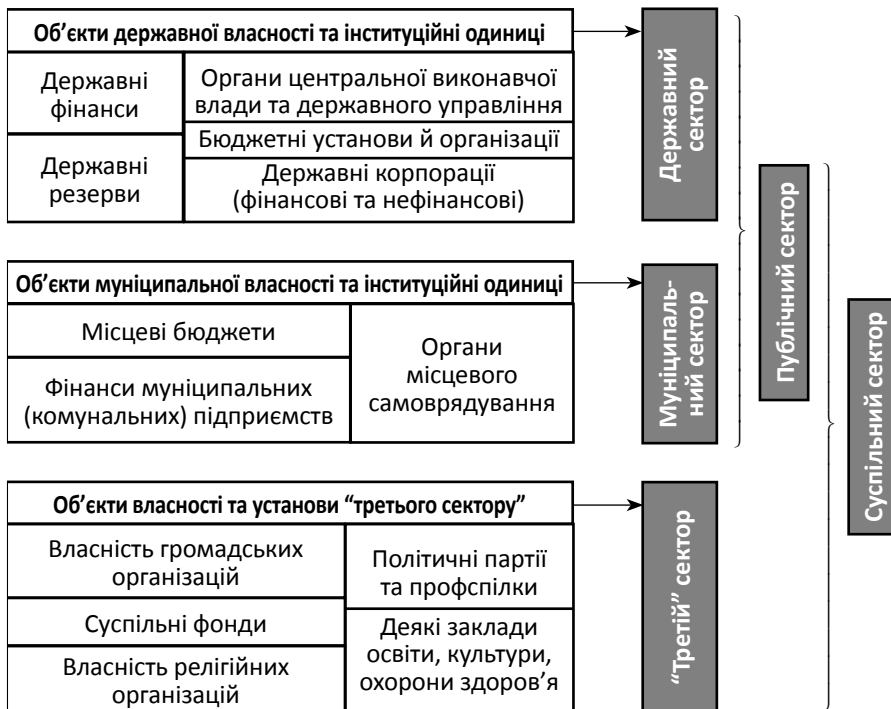 Об’єкти державної власності та інституційні одиниці
Державні
фінанси
Державні
резерви
Органи центральної виконавчої
влади та державного управління
Бюджетні установи й організації
Державні корпорації
(фінансові та нефінансові)
Державний
сектор
Об’єкти муніципальної власності та інституційні одиниці
Місцеві бюджети
Фінанси муніципальних
(комунальних) підприємств
Органи
місцевого
самоврядування
Муніципаль-
ний сектор
Об’єкти власності та установи “третього сектору”
Власність громадських
організацій
Суспільні фонди
Власність релігійних
організацій
Політичні партії
та профспілки
Деякі заклади
освіти, культури,
охорони здоров’я
“Третій” сектор
Публічний сектор
Суспільний сектор